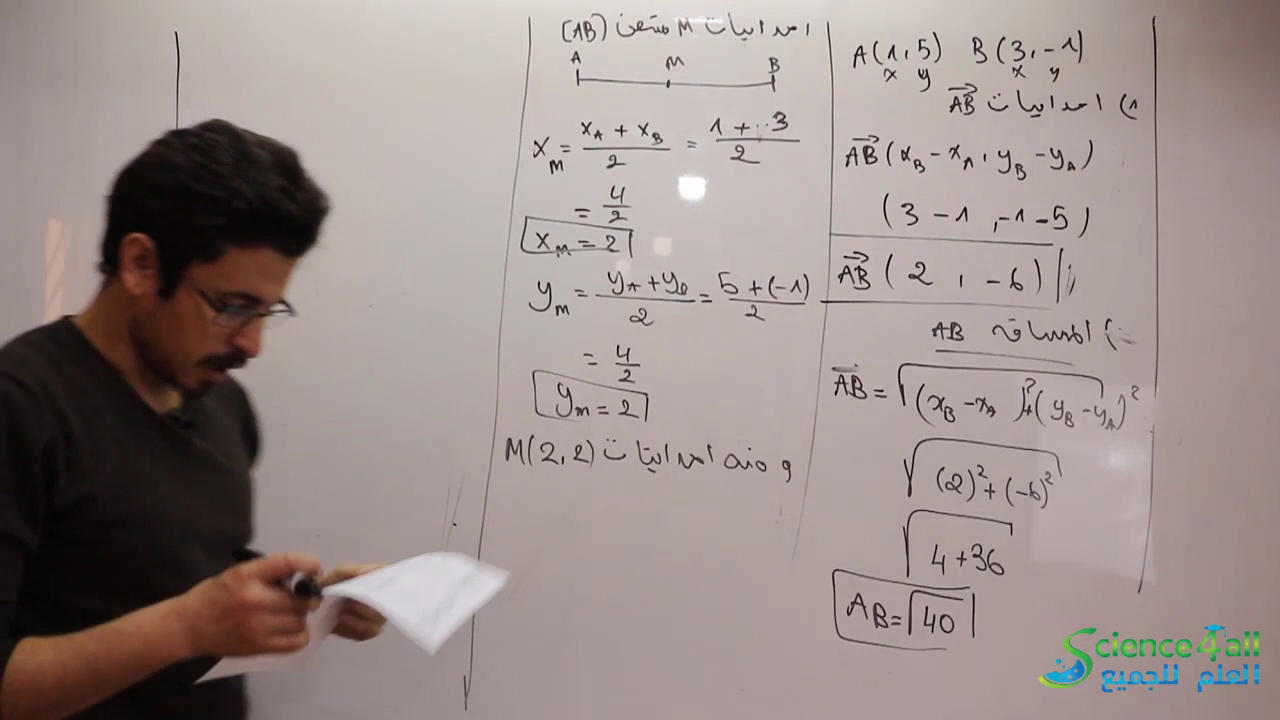 A(1,5) B(3,-1)
x y x y
1) احداثيات AB
AB(xB - xA, yB - yA)
(3 - 1, -1 - 5)
AB(2, -6)
المسافة AB
AB = √(xB - xA)² + (yB - yA)²
√(2)² + (-6)²
√4 + 36
AB = √40
احداثيات M منتصف (AB)
A M B
xM = xA + xB / 2 = 1 + 3 / 2
= 4/2
xM = 2
yM = yA + yB / 2 = 5 + (-1) / 2
= 4/2
yM = 2
و منه احداثيات M(2,2)
Science4all
العلم للجميع